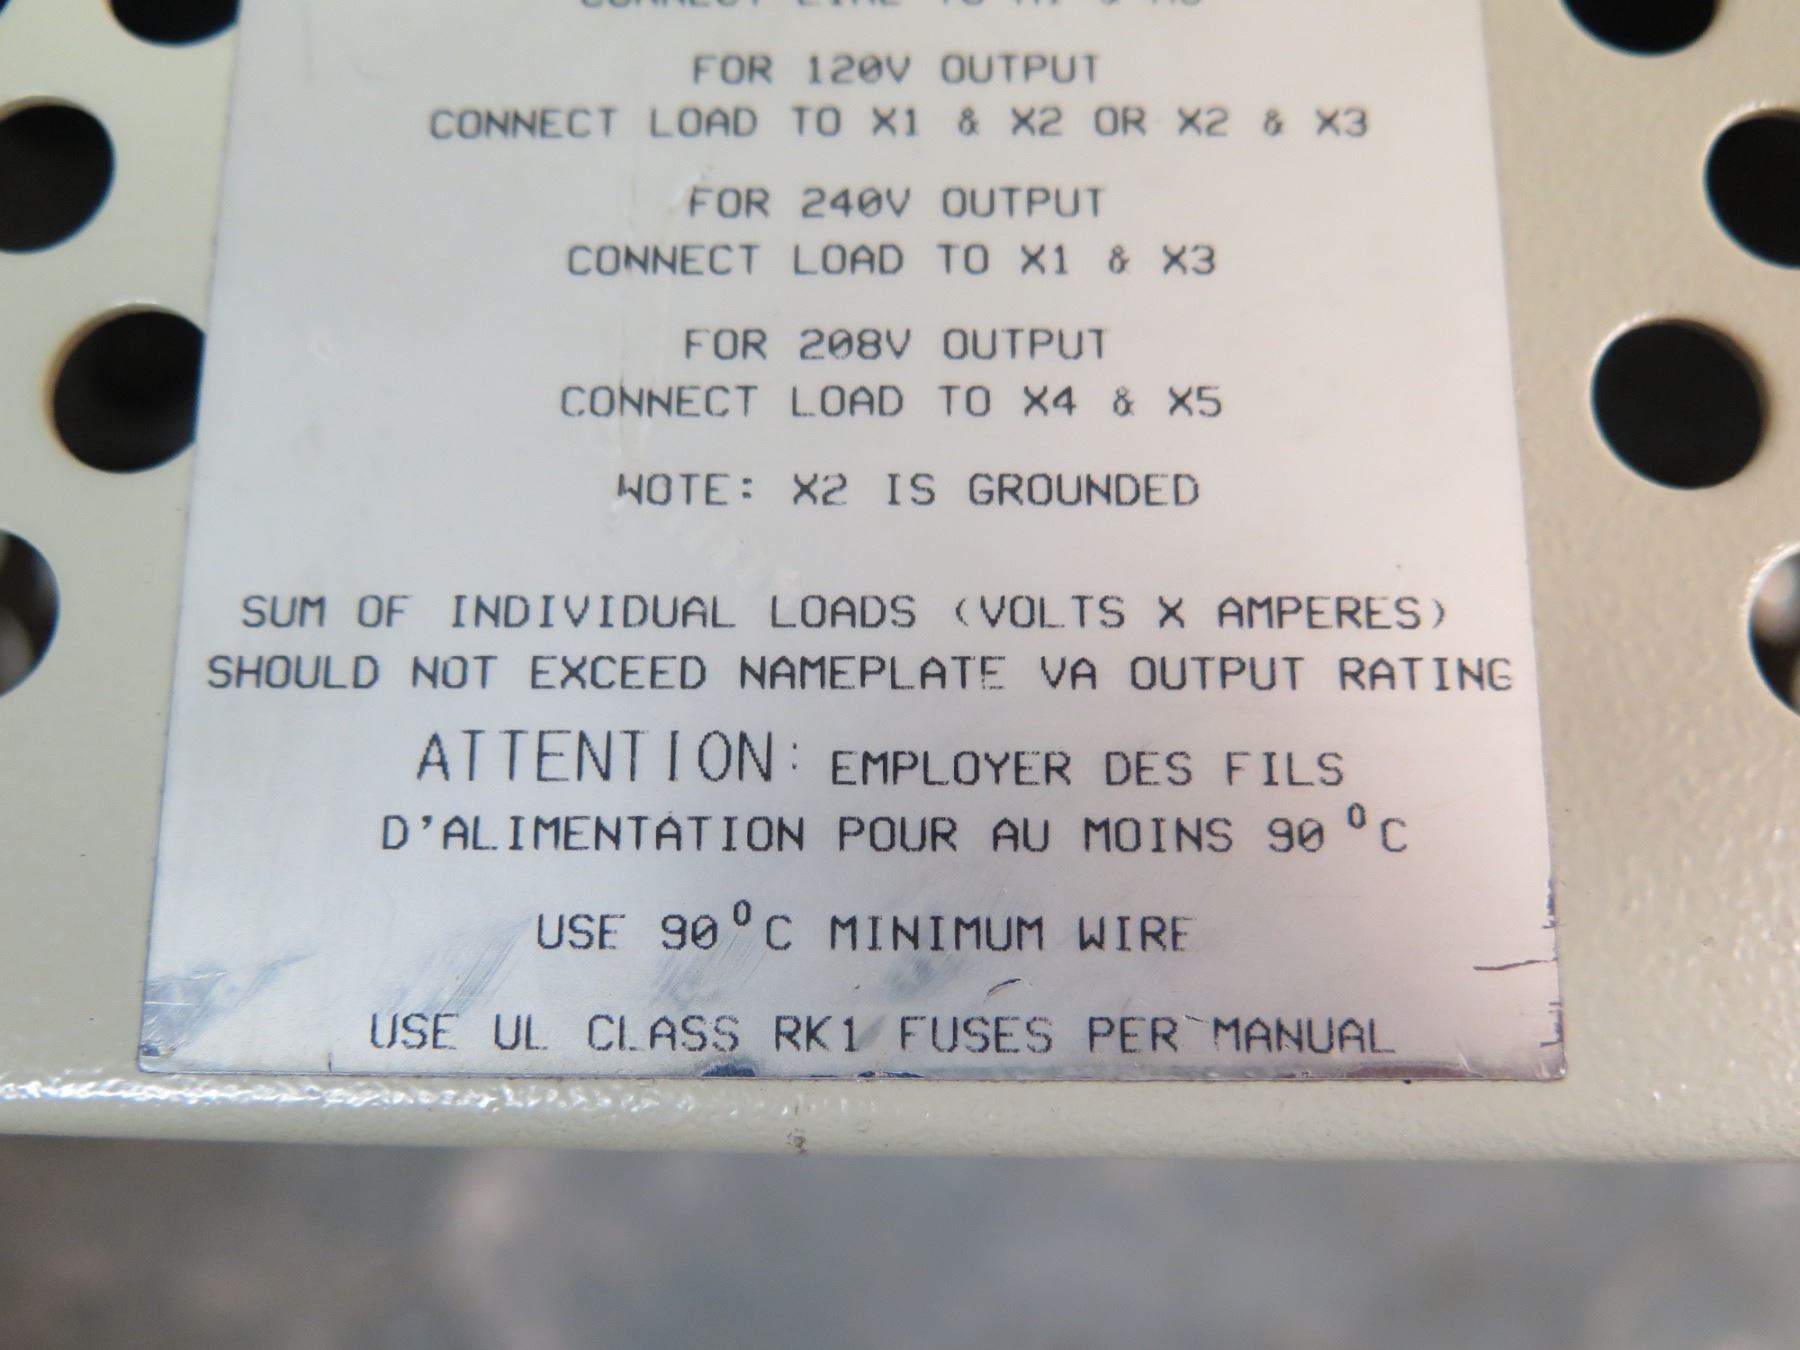 CONNECT LINE TO
FOR 120V OUTPUT
CONNECT LOAD TO X1 & X2 OR X2 & X3
FOR 240V OUTPUT
CONNECT LOAD TO X1 & X3
FOR 208V OUTPUT
CONNECT LOAD TO X4 & X5
NOTE: X2 IS GROUNDED
SUM OF INDIVIDUAL LOADS (VOLTS X AMPERES)
SHOULD NOT EXCEED NAMEPLATE VA OUTPUT RATING
ATTENTION: EMPLOYER DES FILS
D'ALIMENTATION POUR AU MOINS 90°C
USE 90°C MINIMUM WIRE
USE UL CLASS RK1 FUSES PER MANUAL